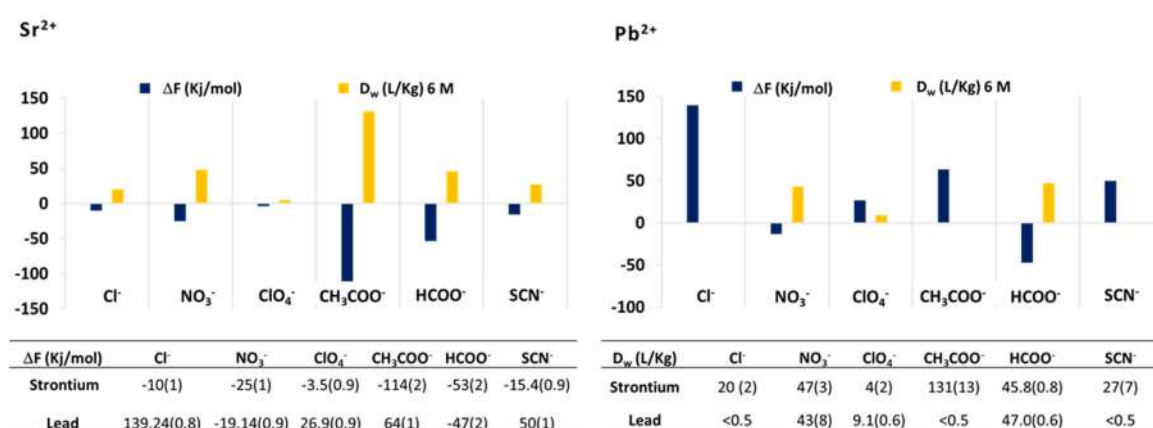 Sr²⁺
ΔF (Kj/mol) D_w (L/Kg) 6 M
150
100
50
0
-50
-100
-150
Cl⁻ NO₃⁻ ClO₄⁻ CH₃COO⁻ HCOO⁻ SCN⁻
Pb²⁺
ΔF (Kj/mol) D_w (L/Kg) 6 M
150
100
50
0
-50
-100
Cl⁻ NO₃⁻ ClO₄⁻ CH₃COO⁻ HCOO⁻ SCN⁻
ΔF (Kj/mol) Cl⁻ NO₃⁻ ClO₄⁻ CH₃COO⁻ HCOO⁻ SCN⁻
Strontium -10(1) -25(1) -3.5(0.9) -114(2) -53(2) -15.4(0.9)
Lead 139.24(0.8) -19.14(0.9) 26.9(0.9) 64(1) -47(2) 50(1)
D_w (L/Kg) Cl⁻ NO₃⁻ ClO₄⁻ CH₃COO⁻ HCOO⁻ SCN⁻
Strontium 20 (2) 47(3) 4(2) 131(13) 45.8(0.8) 27(7)
Lead <0.5 43(8) 9.1(0.6) <0.5 47.0(0.6) <0.5